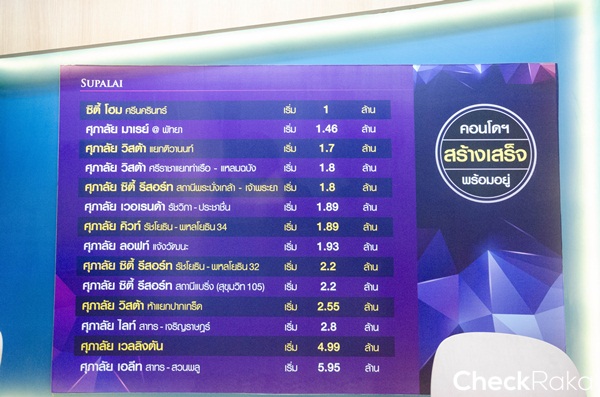 SUPALAI
ซิตี้ โฮม ศรีนครินทร์ เริ่ม 1 ล้าน
ศุภาลัย มาเรย์ @ พัทยา เริ่ม 1.46 ล้าน
ศุภาลัย วิสต้า แยกติวานนท์ เริ่ม 1.7 ล้าน
ศุภาลัย วิสต้า ศรีราชาแยกท่าเรือ - แหลมฉบัง เริ่ม 1.8 ล้าน
ศุภาลัย ซิตี้ รีสอร์ท สถานีพระนั่งเกล้า - เจ้าพระยา เริ่ม 1.8 ล้าน
ศุภาลัย เวอเรนด้า รัชวิภา - ประชาชื่น เริ่ม 1.89 ล้าน
ศุภาลัย คิวท์ รัชโยธิน - พหลโยธิน 34 เริ่ม 1.89 ล้าน
ศุภาลัย ลอฟท์ แจ้งวัฒนะ เริ่ม 1.93 ล้าน
ศุภาลัย ซิตี้ รีสอร์ท รัชโยธิน - พหลโยธิน 32 เริ่ม 2.2 ล้าน
ศุภาลัย ซิตี้ รีสอร์ท สถานีแบริ่ง (สุขุมวิท 105) เริ่ม 2.2 ล้าน
ศุภาลัย วิสต้า ห้าแยกปากเกร็ด เริ่ม 2.55 ล้าน
ศุภาลัย ไลท์ สาทร - เจริญราษฎร์ เริ่ม 2.8 ล้าน
ศุภาลัย เวลลิงตัน เริ่ม 4.99 ล้าน
ศุภาลัย เอลีท สาทร - สวนพลู เริ่ม 5.95 ล้าน
คอนโดฯ
สร้างเสร็จ
พร้อมอยู่
CheckRaka